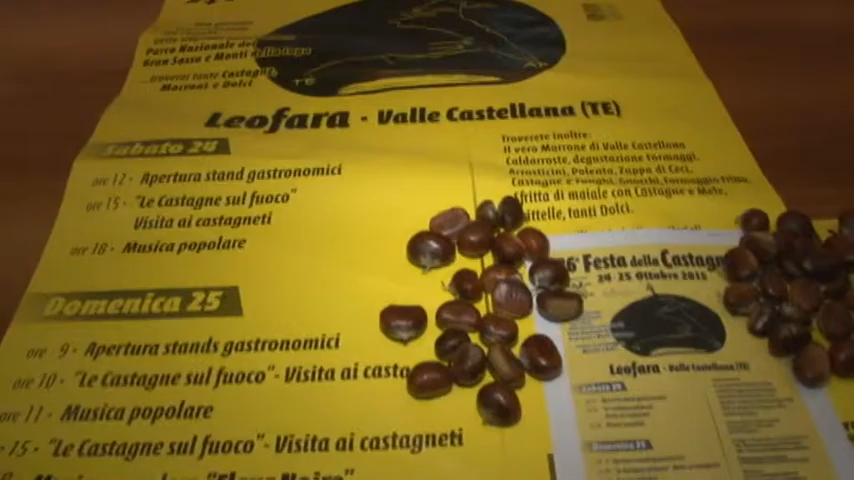 Parco Nazionale del
Gran Sasso e Monti della Laga
troverai tante Castagne
Marroni e Dolci
TE
Leofara - Valle Castellana (TE)
Sabato 24
ore 12 - Apertura stand gastronomici
ore 15 - "Le Castagne sul fuoco"
Visita ai castagneti
ore 18 - Musica popolare
Domenica 25
ore 9 - Apertura stands gastronomici
ore 10 - "Le Castagne sul fuoco" - Visita ai casta
ore 11 - Musica popolare
15 - "Le Castagne sul fuoco" - Visita ai castagneti
Troverete inoltre:
Il vero Marrone di Valle Castellana
Caldarroste, degustazione formaggi,
Arrosticini, Polenta, Zuppa di Ceci,
Castagne e Funghi, Gnocchi, Formaggio Fritto,
fritta di maiale con Castagne e Mele,
ittelle, tanti Dolci.
6ª Festa della Castagn
24 - 25 Ottobre 2015
Leofara - Valle Castellana (TE)
Sabato 24
Domenica 25